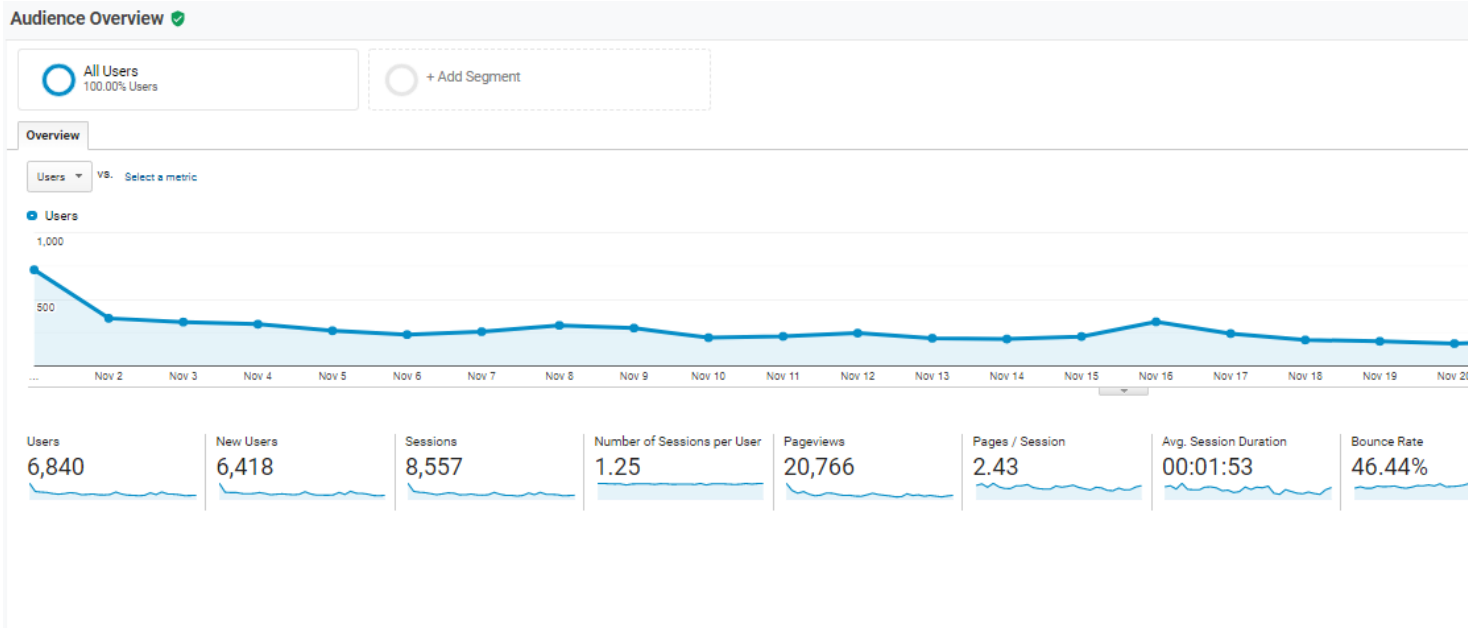 Audience Overview
All Users
100.00% Users
+ Add Segment
Overview
Users
VS.
Select a metric
Users
1,000
500
...
Nov 2
Nov 3
Nov 4
Nov 5
Nov 6
Nov 7
Nov 8
Nov 9
Nov 10
Nov 11
Nov 12
Nov 13
Nov 14
Nov 15
Nov 16
Nov 17
Nov 18
Nov 19
Nov 20
Users
6,840
New Users
6,418
Sessions
8,557
Number of Sessions per User
1.25
Pageviews
20,766
Pages / Session
2.43
Avg. Session Duration
00:01:53
Bounce Rate
46.44%